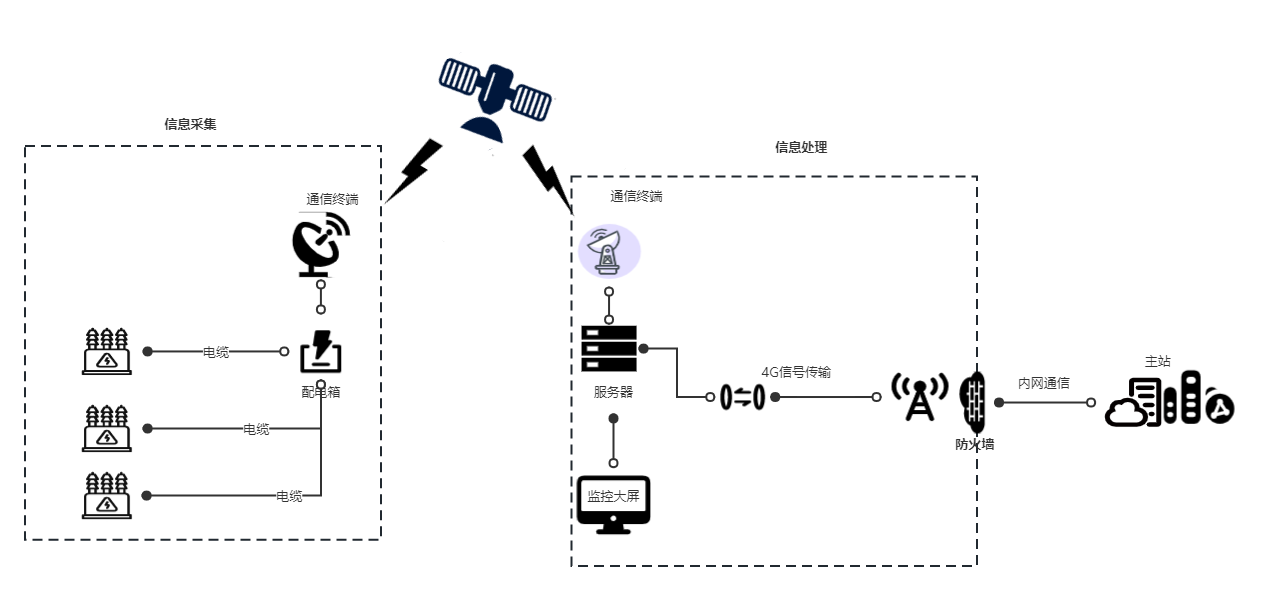 信息采集
信息处理
通信终端
通信终端
电缆
配电箱
电缆
电缆
服务器
4G信号传输
监控大屏
防火墙
内网通信
主站